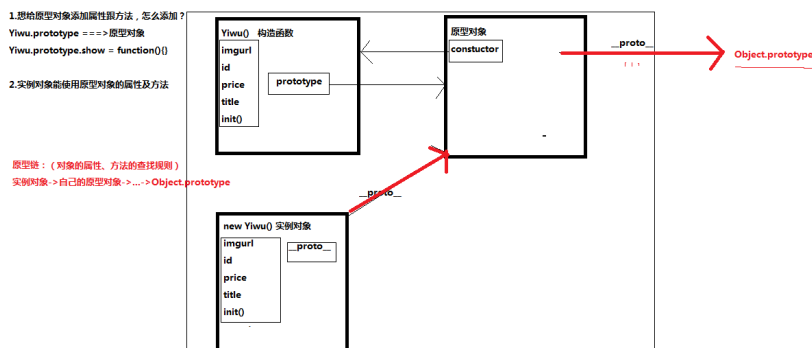 1.想给原型对象添加属性跟方法，怎么添加？
Yiwu.prototype ===>原型对象
Yiwu.prototype.show = function(){}
2.实例对象能使用原型对象的属性及方法
原型链：（对象的属性、方法的查找规则）
实例对象->自己的原型对象->...->Object.prototype
Yiwu() 构造函数
imgurl
id
price
title
init()
prototype
原型对象
constuctor
__proto__
Object.prototype
__proto__
new Yiwu() 实例对象
imgurl
id
price
title
init()
__proto__